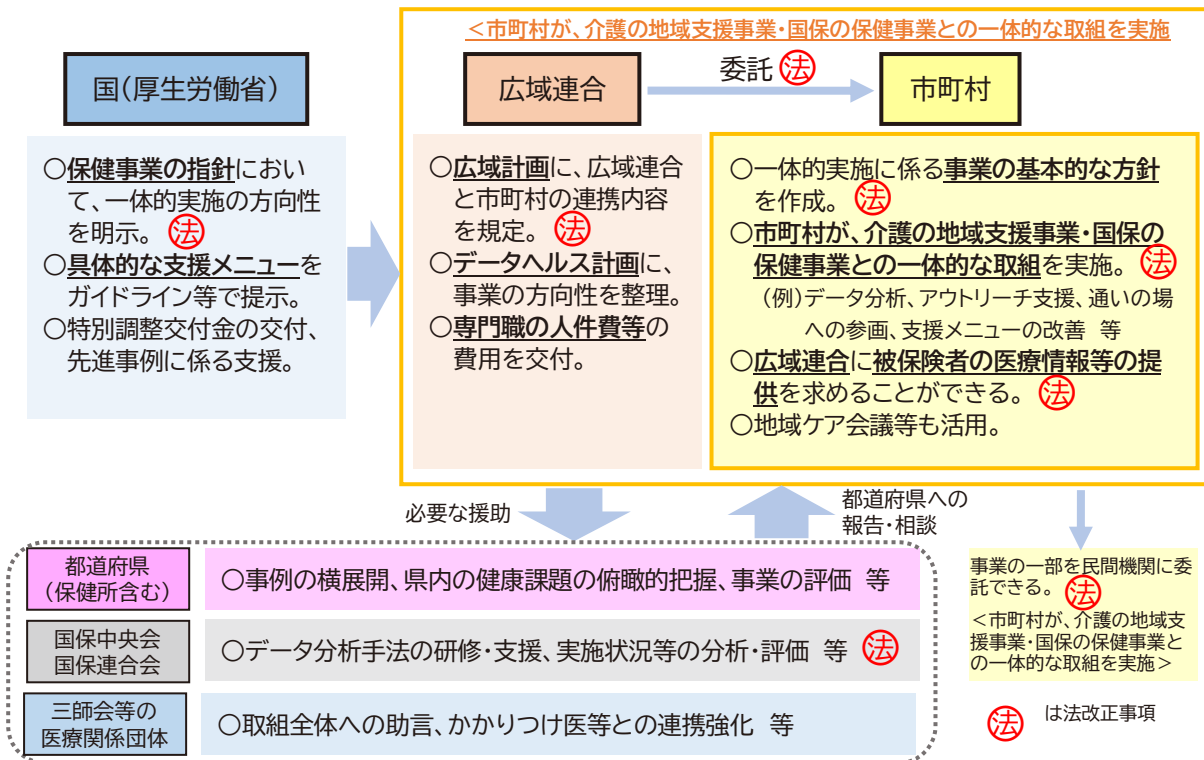 <市町村が、介護の地域支援事業・国保の保健事業との一体的な取組を実施
国(厚生労働省)
広域連合
委託 法
市町村
○保健事業の指針におい
て、一体的実施の方向性
を明示。 法
○具体的な支援メニューを
ガイドライン等で提示。
○特別調整交付金の交付、
先進事例に係る支援。
○広域計画に、広域連合
と市町村の連携内容
を規定。 法
○データヘルス計画に、
事業の方向性を整理。
○専門職の人件費等の
費用を交付。
○一体的実施に係る事業の基本的な方針
を作成。 法
○市町村が、介護の地域支援事業・国保の
保健事業との一体的な取組を実施。 法
(例)データ分析、アウトリーチ支援、通いの場
への参画、支援メニューの改善 等
○広域連合に被保険者の医療情報等の提
供を求めることができる。 法
○地域ケア会議等も活用。
必要な援助
都道府県への
報告・相談
都道府県
(保健所含む)
○事例の横展開、県内の健康課題の俯瞰的把握、事業の評価 等
国保中央会
国保連合会
○データ分析手法の研修・支援、実施状況等の分析・評価 等 法
三師会等の
医療関係団体
○取組全体への助言、かかりつけ医等との連携強化 等
事業の一部を民間機関に委
託できる。 法
<市町村が、介護の地域支
援事業・国保の保健事業と
の一体的な取組を実施>
法 は法改正事項